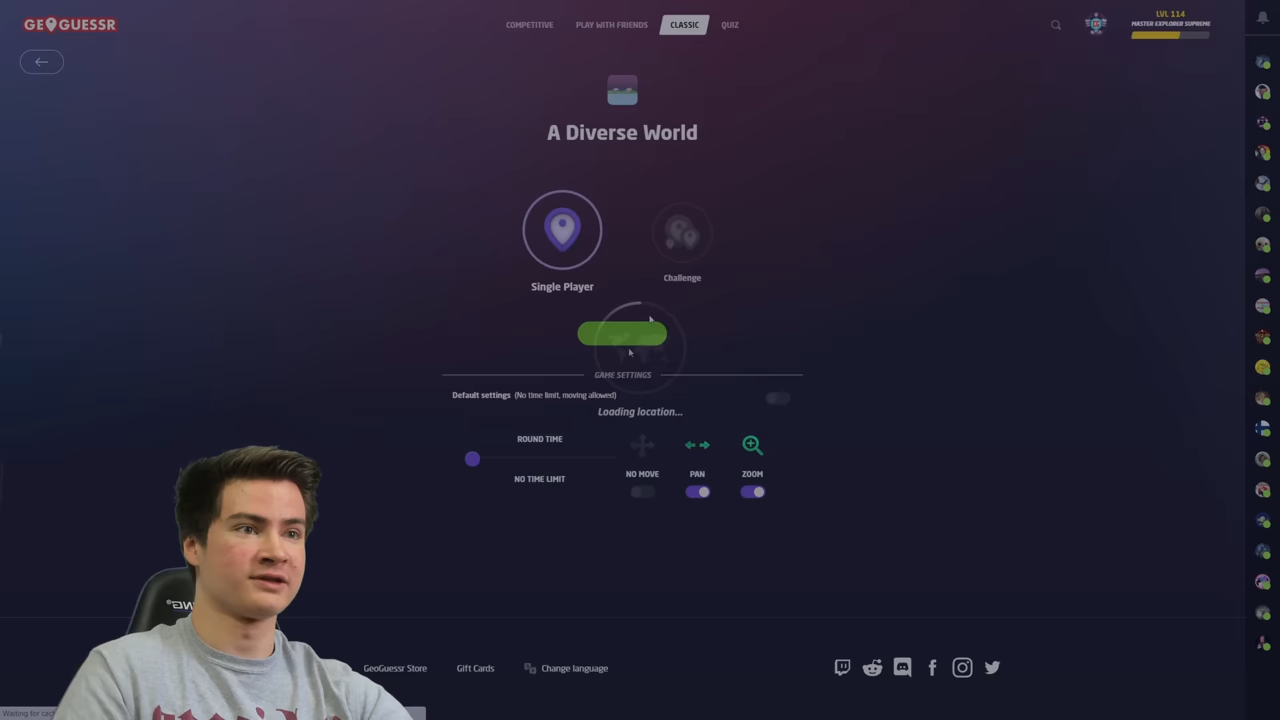 GEOGUESSR
COMPETITIVE
PLAY WITH FRIENDS
CLASSIC
QUIZ
LVL 114
MASTER EXPLORER SUPREME
A Diverse World
Single Player
Challenge
GAME SETTINGS
Default settings (No time limit, moving allowed)
Loading location...
ROUND TIME
NO TIME LIMIT
NO MOVE
PAN
ZOOM
GeoGuessr Store
Gift Cards
Change language
Waiting for